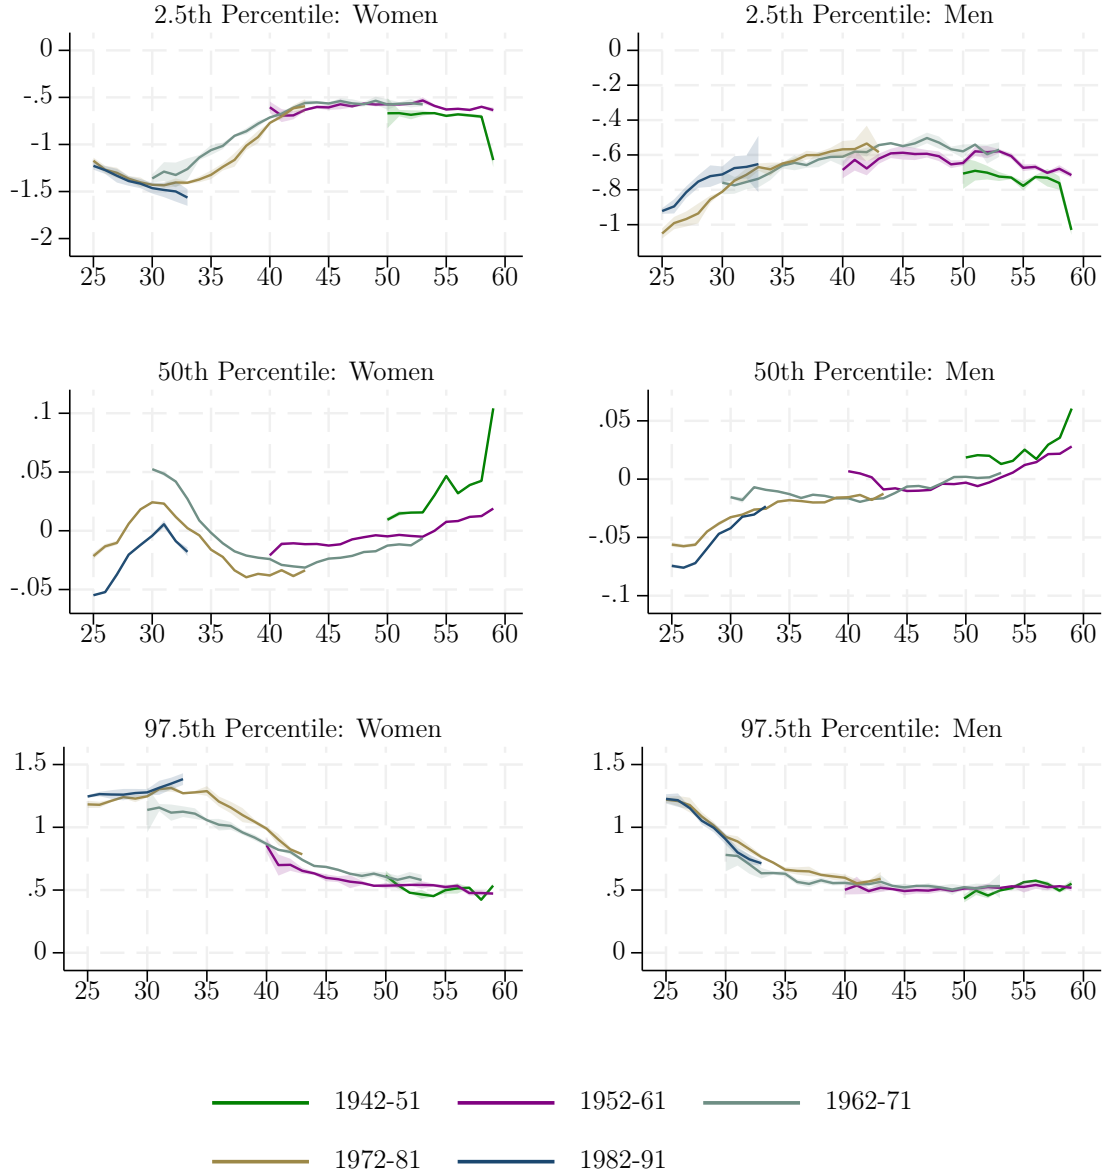 2.5th Percentile: Women
0
-.5
-1
-1.5
-2
25 30 35 40 45 50 55 60
2.5th Percentile: Men
0
-.2
-.4
-.6
-.8
-1
25 30 35 40 45 50 55 60
50th Percentile: Women
.1
.05
0
-.05
25 30 35 40 45 50 55 60
50th Percentile: Men
.05
0
-.05
-.1
25 30 35 40 45 50 55 60
97.5th Percentile: Women
1.5
1
.5
0
25 30 35 40 45 50 55 60
97.5th Percentile: Men
1.5
1
.5
0
25 30 35 40 45 50 55 60
1942-51 1952-61 1962-71
1972-81 1982-91